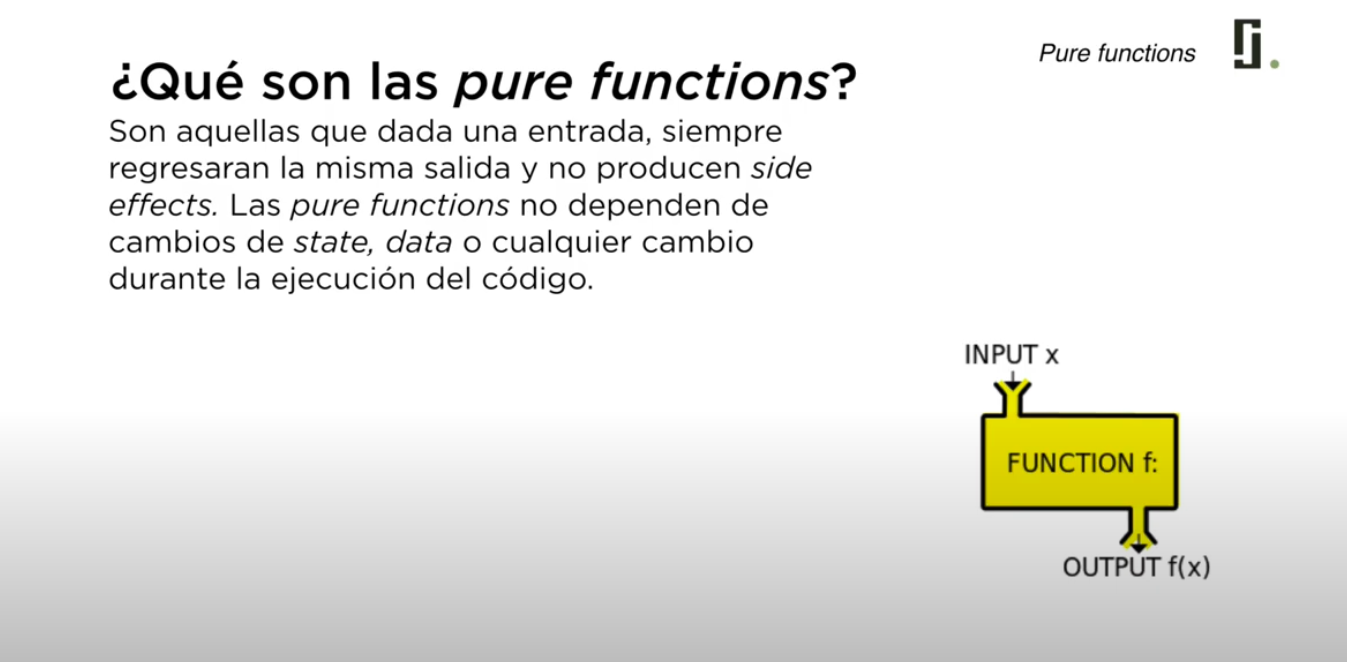 Pure functions
¿Qué son las pure functions?
Son aquellas que dada una entrada, siempre
regresaran la misma salida y no producen side
effects. Las pure functions no dependen de
cambios de state, data o cualquier cambio
durante la ejecución del código.
INPUT x
FUNCTION f:
OUTPUT f(x)